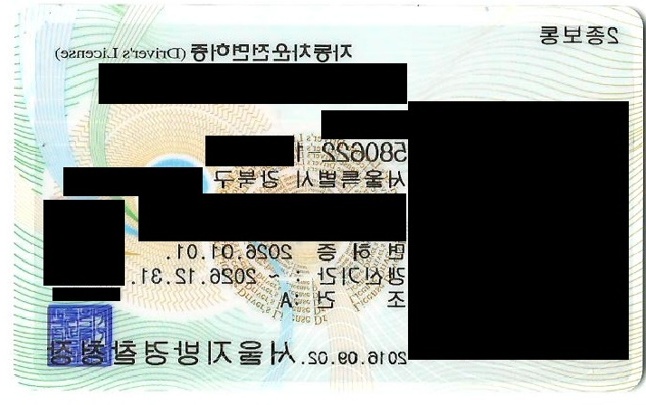 2종보통
자동차운전면허증 (Driver's License)
580622-1
서울특별시 강북구
면 허 증 2026.01.01.
갱신기간 : ~ 2026.12.31.
조 건 : A
2016.09.02. 서울지방경찰청장